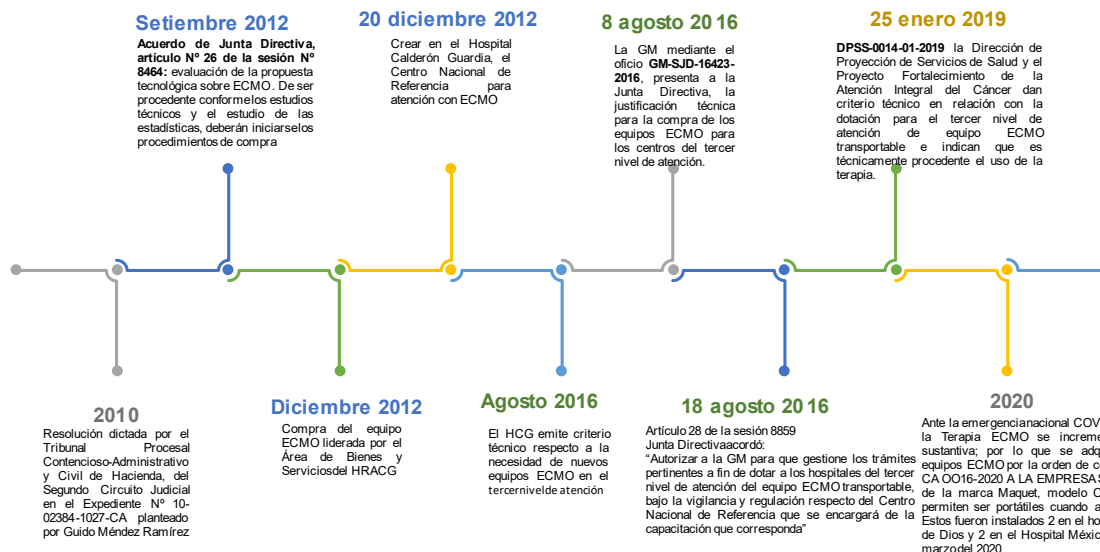 Setiembre 2012
Acuerdo de Junta Directiva,
artículo Nº 26 de la sesión Nº
8464: evaluación de la propuesta
tecnológica sobre ECMO. De ser
procedente conformelos estudios
técnicos y el estudio de las
estadísticas, deberán iniciarselos
procedimientos de compra
20 diciembre 2012
Crear en el Hospital
Calderón Guardia, el
Centro Nacional de
Referencia para
atención con ECMO
8 agosto 2016
La GM mediante el
oficio GM-SJD-16423-
2016, presenta a la
Junta Directiva, la
justificación técnica
para la compra de los
equipos ECMO para
los centros del tercer
nivel de atención.
25 enero 2019
DPSS-0014-01-2019 la Dirección de
Proyección de Servicios de Salud y el
Proyecto Fortalecimiento de la
Atención Integral del Cáncer dan
criterio técnico en relación con la
dotación para el tercer nivel de
atención de equipo ECMO
transportable e indican que es
técnicamente procedente el uso de la
terapia.
2010
Resolución dictada por el
Tribunal Procesal
Contencioso-Administrativo
y Civil de Hacienda, del
Segundo Circuito Judicial
en el Expediente Nº 10-
02384-1027-CA planteado
por Guido Méndez Ramírez
Diciembre 2012
Compra del equipo
ECMO liderada por el
Área de Bienes y
Serviciosdel HRACG
Agosto 2016
El HCG emite criterio
técnico respecto a la
necesidad de nuevos
equipos ECMO en el
tercernivelde atención
18 agosto 2016
Artículo 28 de la sesión 8859
Junta Directivaacordó:
“Autorizar a la GM para que gestione los trámites
pertinentes a fin de dotar a los hospitales del tercer
nivel de atención del equipo ECMO transportable,
bajo la vigilancia y regulación respecto del Centro
Nacional de Referencia que se encargará de la
capacitación que corresponda”
2020
Ante la emergencianacional COV
la Terapia ECMO se increme
sustantiva; por lo que se adq
equipos ECMO por la orden de c
CA OO16-2020 A LA EMPRESA S
de la marca Maquet, modelo C
permiten ser portátiles cuando a
Estos fueron instalados 2 en el ho
de Dios y 2 en el Hospital Méxic
marzodel 2020